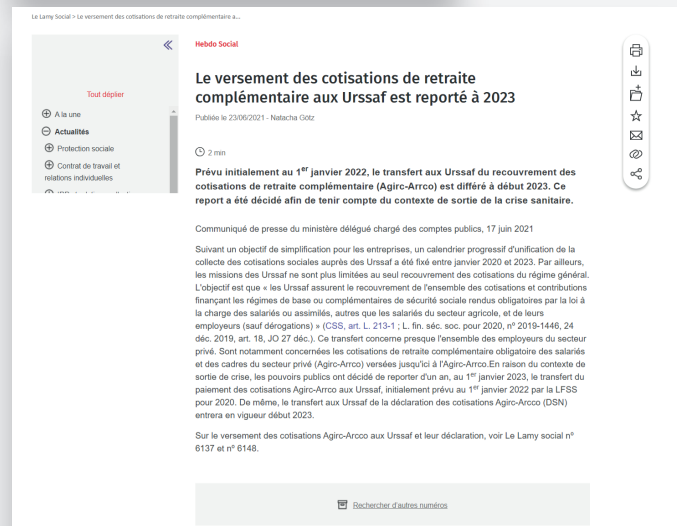 Le Lamy Social > Le versement des cotisations de retraite complémentaire a...
Hebdo Social
Le versement des cotisations de retraite
complémentaire aux Urssaf est reporté à 2023
Publiée le 23/06/2021 - Natacha Götz
Tout déplier
A la une
Actualités
Protection sociale
Contrat de travail et
relations individuelles
2 min
Prévu initialement au 1er janvier 2022, le transfert aux Urssaf du recouvrement des
cotisations de retraite complémentaire (Agirc-Arrco) est différé à début 2023. Ce
report a été décidé afin de tenir compte du contexte de sortie de la crise sanitaire.
Communiqué de presse du ministère délégué chargé des comptes publics, 17 juin 2021
Suivant un objectif de simplification pour les entreprises, un calendrier progressif d'unification de la
collecte des cotisations sociales auprès des Urssaf a été fixé entre janvier 2020 et 2023. Par ailleurs,
les missions des Urssaf ne sont plus limitées au seul recouvrement des cotisations du régime général.
L'objectif est que « les Urssaf assurent le recouvrement de l'ensemble des cotisations et contributions
finançant les régimes de base ou complémentaires de sécurité sociale rendus obligatoires par la loi à
la charge des salariés ou assimilés, autres que les salariés du secteur agricole, et de leurs
employeurs (sauf dérogations) » (CSS, art. L. 213-1 ; L. fin. séc. soc. pour 2020, nº 2019-1446, 24
déc. 2019, art. 18, JO 27 déc.). Ce transfert concerne presque l'ensemble des employeurs du secteur
privé. Sont notamment concernées les cotisations de retraite complémentaire obligatoire des salariés
et des cadres du secteur privé (Agirc-Arrco) versées jusqu'ici à l'Agirc-Arrco.En raison du contexte de
sortie de crise, les pouvoirs publics ont décidé de reporter d'un an, au 1er janvier 2023, le transfert du
paiement des cotisations Agirc-Arco aux Urssaf, initialement prévu au 1er janvier 2022 par la LFSS
pour 2020. De même, le transfert aux Urssaf de la déclaration des cotisations Agirc-Arcco (DSN)
entrera en vigueur début 2023.
Sur le versement des cotisations Agirc-Arcco aux Urssaf et leur déclaration, voir Le Lamy social nº
6137 et nº 6148.
Rechercher d'autres numéros